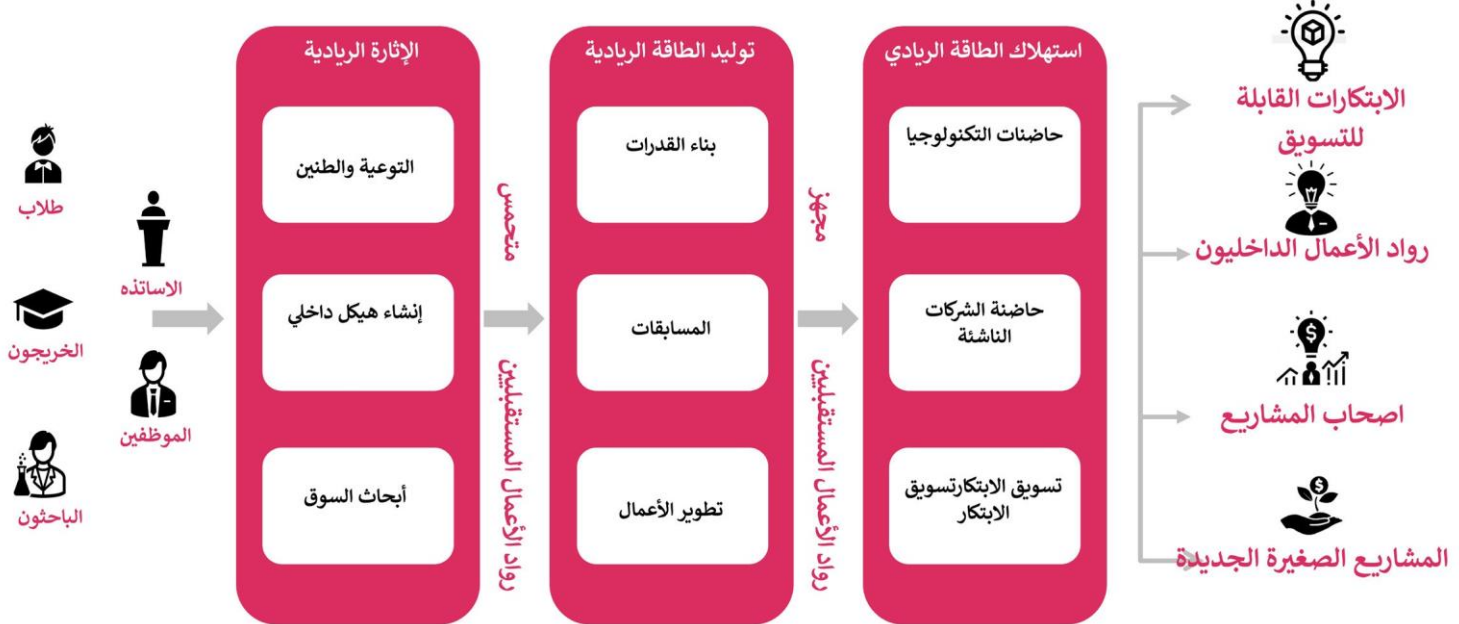 طلاب
الخريجون
الباحثون
الاساتذه
الموظفين
الإثارة الريادية
التوعية والطنين
إنشاء هيكل داخلي
أبحاث السوق
متحمس
رواد الأعمال المستقبليين
توليد الطاقة الريادية
بناء القدرات
المسابقات
تطوير الأعمال
مجهز
رواد الأعمال المستقبليين
استهلاك الطاقة الريادي
حاضنات التكنولوجيا
حاضنة الشركات
الناشئة
تسويق الابتكارتسويق
الابتكار
الابتكارات القابلة
للتسويق
رواد الأعمال الداخليون
اصحاب المشاريع
المشاريع الصغيرة الجديدة